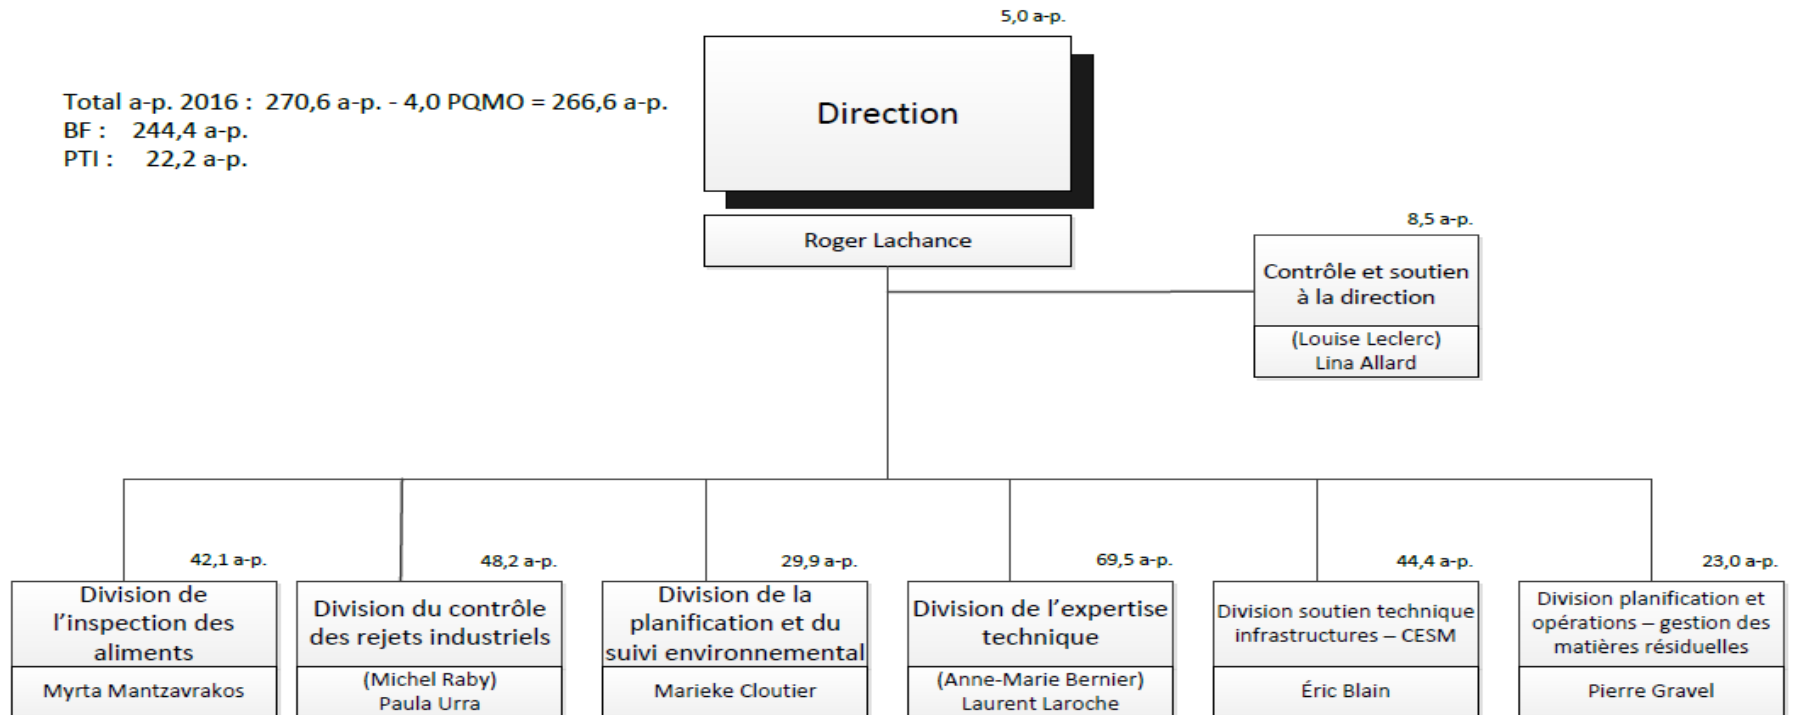 5,0 a-p.
Total a-p. 2016 :  270,6 a-p. - 4,0 PQMO = 266,6 a-p.
BF :   244,4 a-p.
PTI :    22,2 a-p.
Direction
Roger Lachance
8,5 a-p.
Contrôle et soutien
à la direction
(Louise Leclerc)
Lina Allard
42,1 a-p.
Division de
l’inspection des
aliments
Myrta Mantzavrakos
48,2 a-p.
Division du contrôle
des rejets industriels
(Michel Raby)
Paula Urra
29,9 a-p.
Division de la
planification et du
suivi environnemental
Marieke Cloutier
69,5 a-p.
Division de l’expertise
technique
(Anne-Marie Bernier)
Laurent Laroche
44,4 a-p.
Division soutien technique
infrastructures – CESM
Éric Blain
23,0 a-p.
Division planification et
opérations – gestion des
matières résiduelles
Pierre Gravel